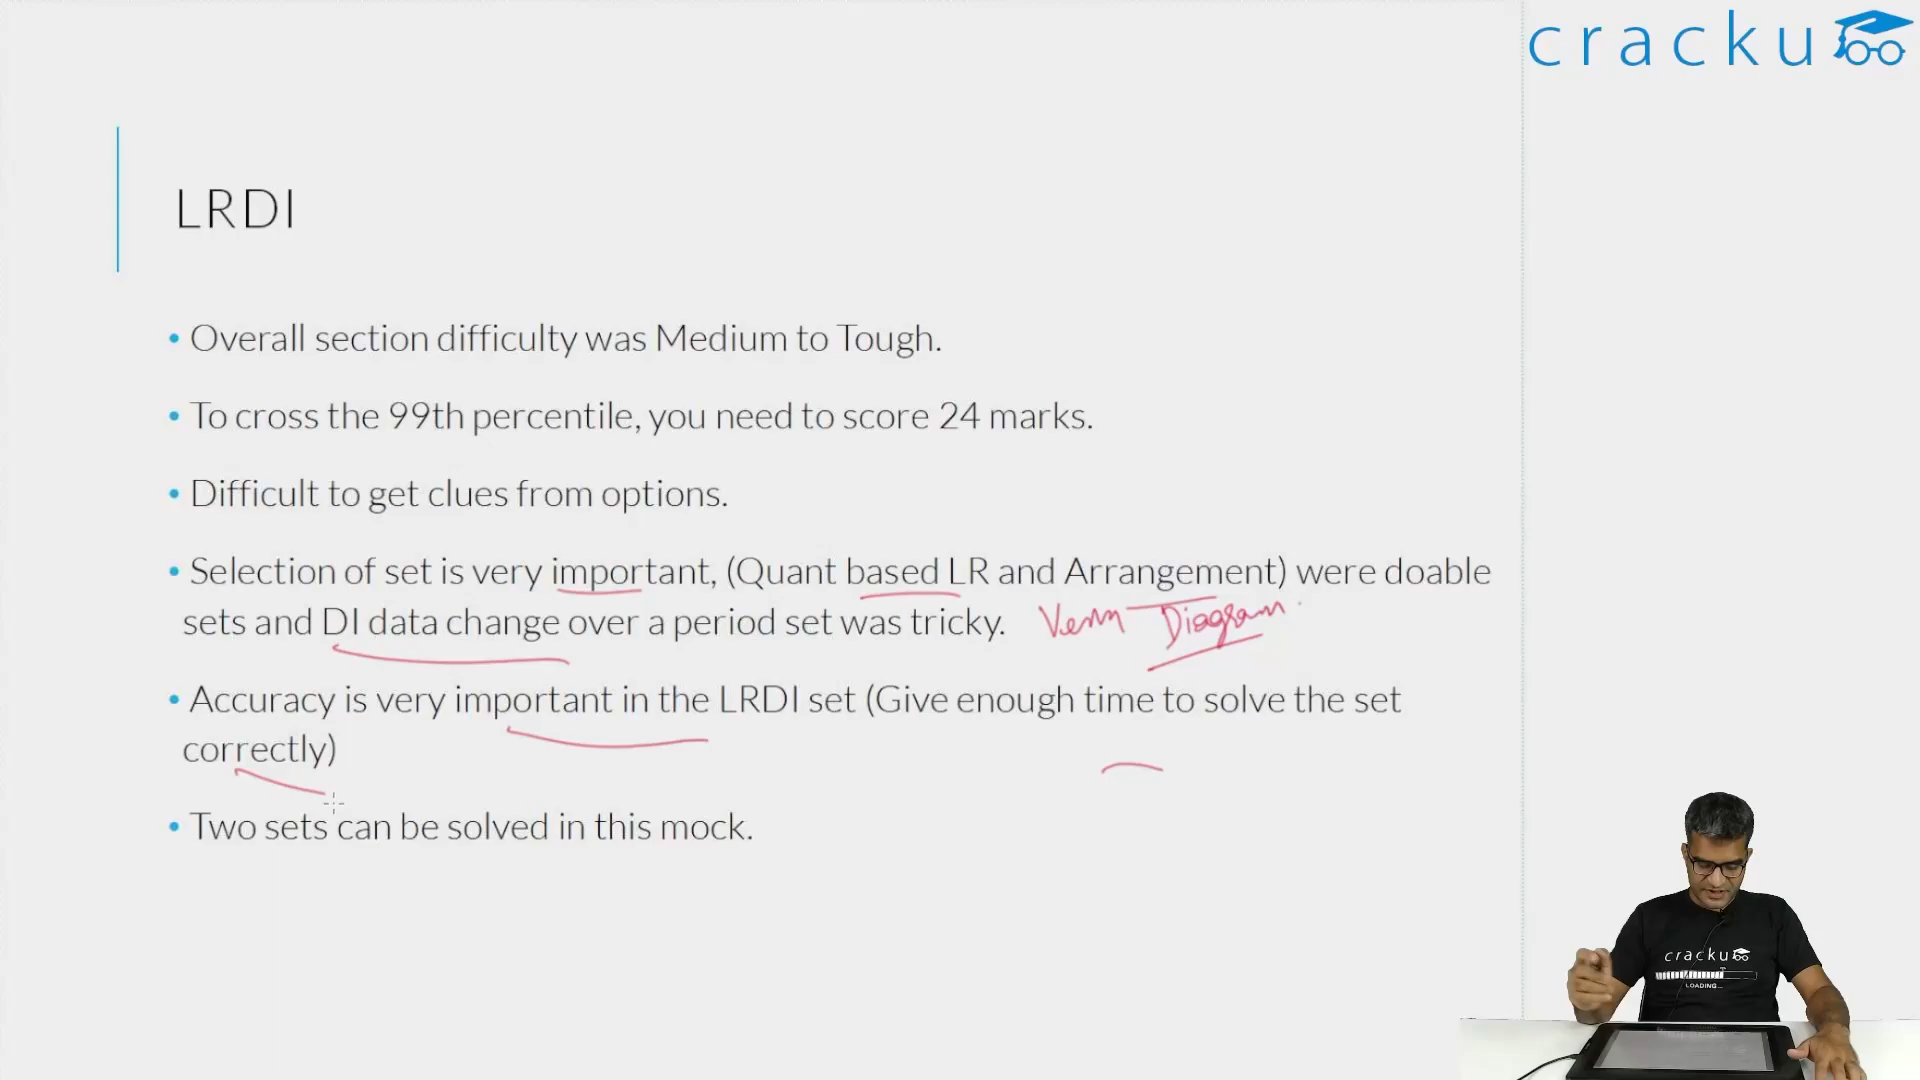 cracku
LRDI
• Overall section difficulty was Medium to Tough.
• To cross the 99th percentile, you need to score 24 marks.
• Difficult to get clues from options.
• Selection of set is very important, (Quant based LR and Arrangement) were doable
sets and DI data change over a period set was tricky. Venn Diagram
• Accuracy is very important in the LRDI set (Give enough time to solve the set
correctly)
• Two sets can be solved in this mock.
cracku
LOADING...